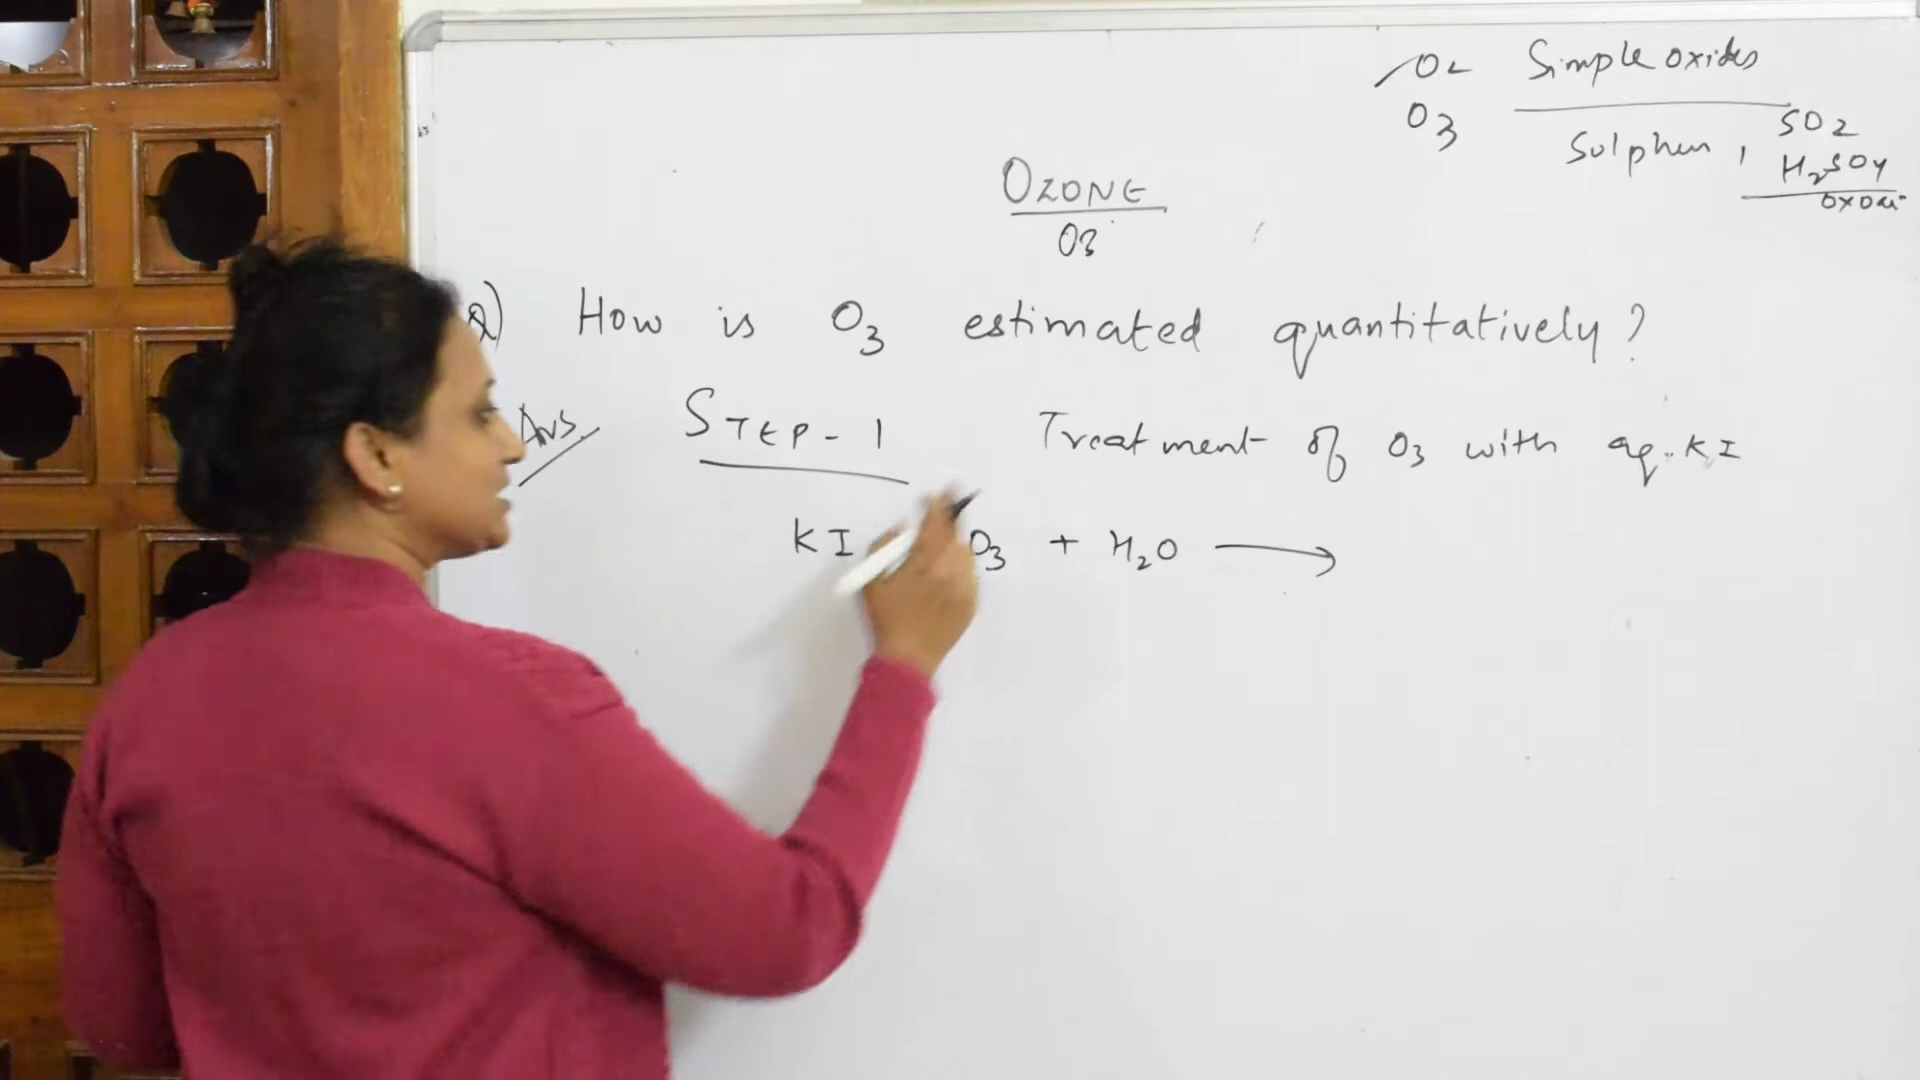 O2 Simple oxides
O3
Sulphur, SO2
H2SO4
OZONE
O3
Q) How is O3 estimated quantitatively?
Ans. STEP-1 Treatment of O3 with aq. KI
KI O3 + H2O →